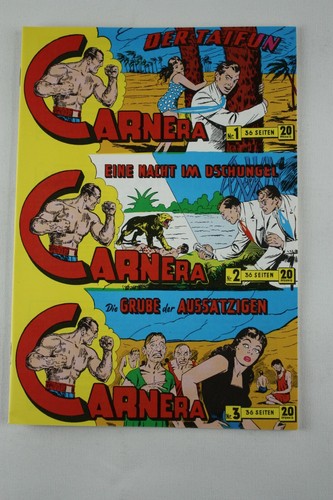 DER TAIFUN
CARNERA
Nr. 1 36 SEITEN 20
EINE NACHT IM DSCHUNGEL
CARNERA
Nr. 2 36 SEITEN 20
Die GRUBE der AUSSÄTZIGEN
CARNERA
Nr. 3 36 SEITEN 20